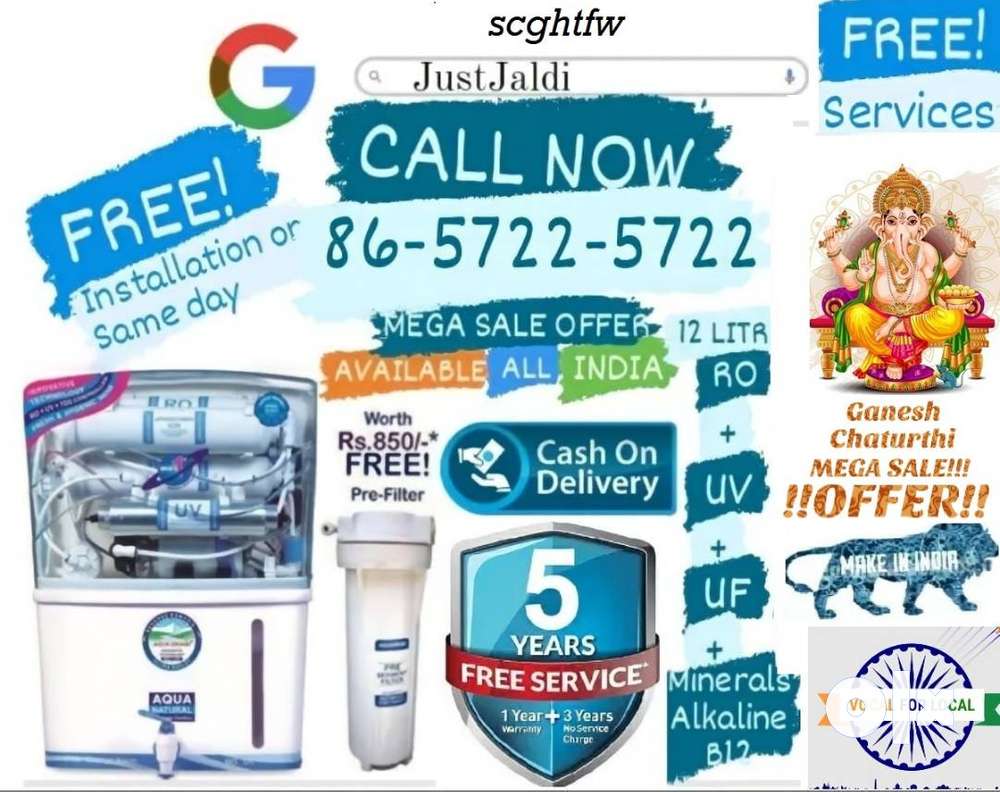 scghtfw
JustJaldi
FREE!
Services
CALL NOW
86-5722-5722
FREE!
Installation or
Same day
MEGA SALE OFFER
AVAILABLE ALL INDIA
12 LITR
RO
+
UV
+
UF
+
Minerals
Alkaline
B12
Worth
Rs.850/-*
FREE!
Pre-Filter
Cash On
Delivery
5
YEARS
FREE SERVICE*
1 Year + 3 Years
Warranty No Service
Charge
INNOVATIVE
TECHNOLOGY
RO
UV
AQUA
NATURAL
Ganesh
Chaturthi
MEGA SALE!!!
!!OFFER!!
MAKE IN INDIA
VOCAL FOR LOCAL